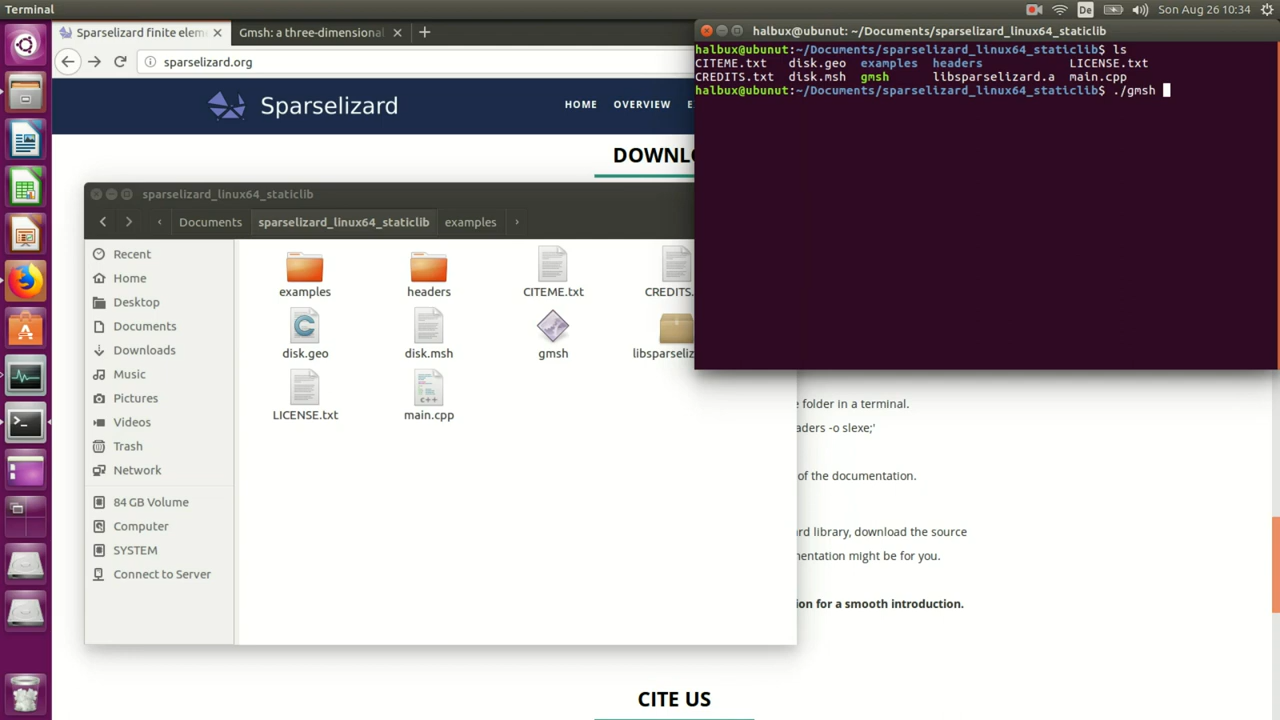 Terminal
De
Sun Aug 26 10:34
Sparselizard finite elem
Gmsh: a three-dimensional
sparselizard.org
Sparselizard
HOME
OVERVIEW
E
DOWNL
halbux@ubunut: ~/Documents/sparselizard_linux64_staticlib
halbux@ubunut:~/Documents/sparselizard_linux64_staticlib$ ls
CITEME.txt disk.geo examples headers LICENSE.txt
CREDITS.txt disk.msh gmsh libsparselizard.a main.cpp
halbux@ubunut:~/Documents/sparselizard_linux64_staticlib$ ./gmsh
sparselizard_linux64_staticlib
Documents
sparselizard_linux64_staticlib
examples
Recent
Home
Desktop
Documents
Downloads
Music
Pictures
Videos
Trash
Network
84 GB Volume
Computer
SYSTEM
Connect to Server
examples
headers
CITEME.txt
CREDITS.
disk.geo
disk.msh
gmsh
libsparseliz
LICENSE.txt
main.cpp
C++
e folder in a terminal.
aders -o slexe;'
of the documentation.
rd library, download the source
nentation might be for you.
ion for a smooth introduction.
CITE US